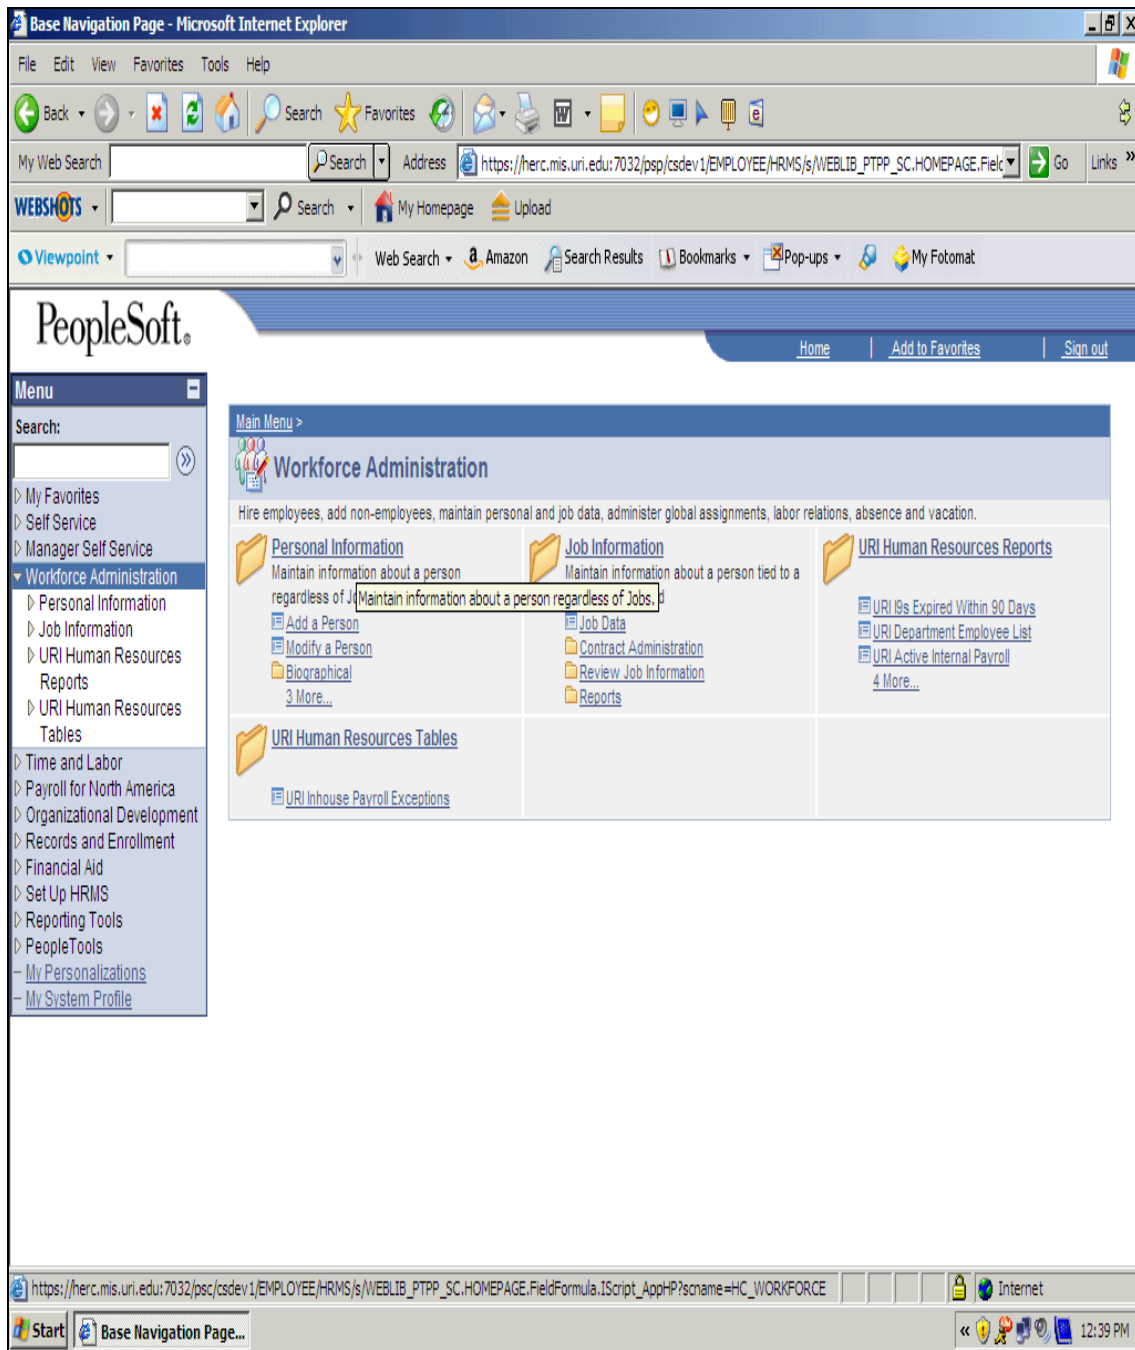 Base Navigation Page - Microsoft Internet Explorer
File Edit View Favorites Tools Help
Back Search Favorites
My Web Search Search Address https://herc.mis.uri.edu:7032/psp/csdev1/EMPLOYEE/HRMS/s/WEBLIB_PTPP_SC.HOMEPAGE.Field Go Links »
WEBSHOTS Search My Homepage Upload
Viewpoint Web Search Amazon Search Results Bookmarks Pop-ups My Fotomat
PeopleSoft®
Home Add to Favorites Sign out
Menu
Search:
My Favorites
Self Service
Manager Self Service
Workforce Administration
Personal Information
Job Information
URI Human Resources
Reports
URI Human Resources
Tables
Time and Labor
Payroll for North America
Organizational Development
Records and Enrollment
Financial Aid
Set Up HRMS
Reporting Tools
PeopleTools
My Personalizations
My System Profile
Main Menu >
Workforce Administration
Hire employees, add non-employees, maintain personal and job data, administer global assignments, labor relations, absence and vacation.
Personal Information
Maintain information about a person
regardless of
Maintain information about a person regardless of Jobs.
Add a Person
Modify a Person
Biographical
3 More...
Job Information
Maintain information about a person tied to a
Job Data
Contract Administration
Review Job Information
Reports
URI Human Resources Reports
URI I9s Expired Within 90 Days
URI Department Employee List
URI Active Internal Payroll
4 More...
URI Human Resources Tables
URI Inhouse Payroll Exceptions
https://herc.mis.uri.edu:7032/psc/csdev1/EMPLOYEE/HRMS/s/WEBLIB_PTPP_SC.HOMEPAGE.FieldFormula.IScript_AppHP?scname=HC_WORKFORCE Internet
Start Base Navigation Page... « 12:39 PM